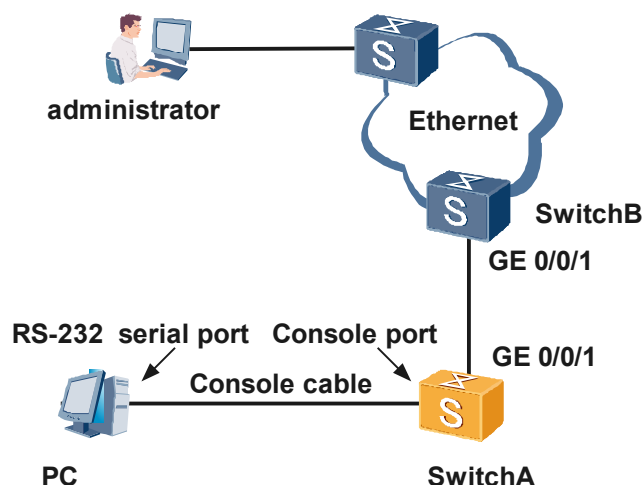 S
administrator
Ethernet
S
SwitchB
GE 0/0/1
RS-232 serial port
Console port
GE 0/0/1
Console cable
S
PC
SwitchA